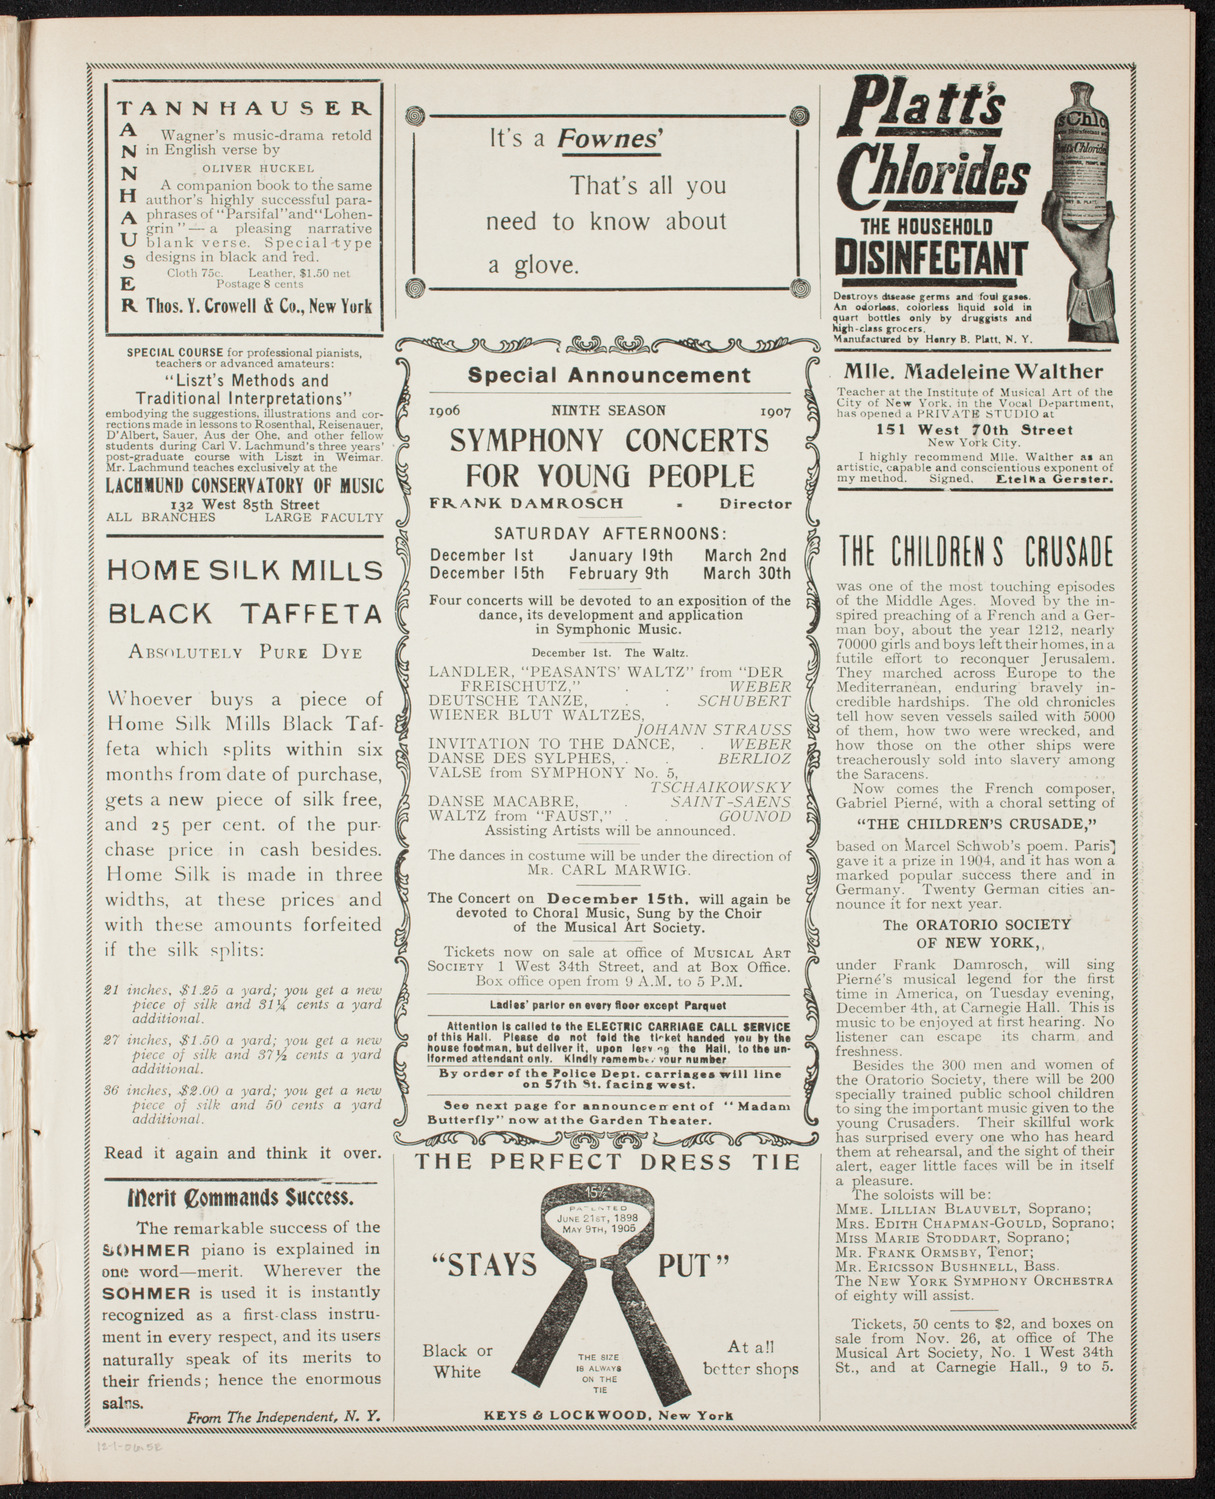 TANNHAUSER
TANNHAUSER
Wagner's music-drama retold
in English verse by
OLIVER HUCKEL
A companion book to the same
author's highly successful para-
phrases of "Parsifal" and "Lohen-
grin"—a pleasing narrative
blank verse. Special type
designs in black and red.
Cloth 75c. Leather, $1.50 net
Postage 8 cents
Thos. Y. Crowell & Co., New York
SPECIAL COURSE for professional pianists,
teachers or advanced amateurs:
"Liszt's Methods and
Traditional Interpretations"
embodying the suggestions, illustrations and cor-
rections made in lessons to Rosenthal, Reisenauer,
D'Albert, Sauer, Aus der Ohe, and other fellow
students during Carl V. Lachmund's three years'
post-graduate course with Liszt in Weimar.
Mr. Lachmund teaches exclusively at the
LACHMUND CONSERVATORY OF MUSIC
132 West 85th Street
ALL BRANCHES LARGE FACULTY
HOME SILK MILLS
BLACK TAFFETA
ABSOLUTELY PURE DYE
Whoever buys a piece of
Home Silk Mills Black Taf-
feta which splits within six
months from date of purchase,
gets a new piece of silk free,
and 25 per cent. of the pur-
chase price in cash besides.
Home Silk is made in three
widths, at these prices and
with these amounts forfeited
if the silk splits:
21 inches, $1.25 a yard; you get a new
piece of silk and 31¼ cents a yard
additional.
27 inches, $1.50 a yard; you get a new
piece of silk and 37½ cents a yard
additional.
36 inches, $2.00 a yard; you get a new
piece of silk and 50 cents a yard
additional.
Read it again and think it over.
Merit Commands Success.
The remarkable success of the
SOHMER piano is explained in
one word—merit. Wherever the
SOHMER is used it is instantly
recognized as a first-class instru-
ment in every respect, and its users
naturally speak of its merits to
their friends; hence the enormous
sales.
From The Independent, N. Y.
It's a Fownes'
That's all you
need to know about
a glove.
Special Announcement
1906 NINTH SEASON 1907
SYMPHONY CONCERTS
FOR YOUNG PEOPLE
FRANK DAMROSCH - Director
SATURDAY AFTERNOONS:
December 1st January 19th March 2nd
December 15th February 9th March 30th
Four concerts will be devoted to an exposition of the
dance, its development and application
in Symphonic Music.
December 1st. The Waltz.
LANDLER, "PEASANTS' WALTZ" from "DER
FREISCHUTZ," . . WEBER
DEUTSCHE TANZE, . . SCHUBERT
WIENER BLUT WALTZES,
JOHANN STRAUSS
INVITATION TO THE DANCE, . WEBER
DANSE DES SYLPHES, . . BERLIOZ
VALSE from SYMPHONY No. 5,
TSCHAIKOWSKY
DANSE MACABRE, . SAINT-SAENS
WALTZ from "FAUST," . . GOUNOD
Assisting Artists will be announced.
The dances in costume will be under the direction of
MR. CARL MARWIG.
The Concert on December 15th, will again be
devoted to Choral Music, Sung by the Choir
of the Musical Art Society.
Tickets now on sale at office of MUSICAL ART
SOCIETY 1 West 34th Street, and at Box Office.
Box office open from 9 A.M. to 5 P.M.
Ladies' parlor on every floor except Parquet
Attention is called to the ELECTRIC CARRIAGE CALL SERVICE
of this Hall. Please do not fold the ticket handed you by the
house footman, but deliver it, upon leaving the Hall, to the un-
iformed attendant only. Kindly remember your number
By order of the Police Dept. carriages will line
on 57th St. facing west.
See next page for announcement of "Madam
Butterfly" now at the Garden Theater.
THE PERFECT DRESS TIE
15½
PATENTED
JUNE 21ST, 1898
MAY 9TH, 1905
"STAYS PUT"
Black or
White
THE SIZE
IS ALWAYS
ON THE
TIE
At all
better shops
KEYS & LOCKWOOD, New York
Platt's
Chlorides
THE HOUSEHOLD
DISINFECTANT
Destroys disease germs and foul gases.
An odorless, colorless liquid sold in
quart bottles only by druggists and
high-class grocers.
Manufactured by Henry B. Platt, N. Y.
Mlle. Madeleine Walther
Teacher at the Institute of Musical Art of the
City of New York, in the Vocal Department,
has opened a PRIVATE STUDIO at
151 West 70th Street
New York City.
I highly recommend Mlle. Walther as an
artistic, capable and conscientious exponent of
my method. Signed, Etelka Gerster.
THE CHILDRENS CRUSADE
was one of the most touching episodes
of the Middle Ages. Moved by the in-
spired preaching of a French and a Ger-
man boy, about the year 1212, nearly
70000 girls and boys left their homes, in a
futile effort to reconquer Jerusalem.
They marched across Europe to the
Mediterranean, enduring bravely in-
credible hardships. The old chronicles
tell how seven vessels sailed with 5000
of them, how two were wrecked, and
how those on the other ships were
treacherously sold into slavery among
the Saracens.
Now comes the French composer,
Gabriel Pierné, with a choral setting of
"THE CHILDREN'S CRUSADE,"
based on Marcel Schwob's poem. Paris
gave it a prize in 1904, and it has won a
marked popular success there and in
Germany. Twenty German cities an-
nounce it for next year.
The ORATORIO SOCIETY
OF NEW YORK,
under Frank Damrosch, will sing
Pierné's musical legend for the first
time in America, on Tuesday evening,
December 4th, at Carnegie Hall. This is
music to be enjoyed at first hearing. No
listener can escape its charm and
freshness.
Besides the 300 men and women of
the Oratorio Society, there will be 200
specially trained public school children
to sing the important music given to the
young Crusaders. Their skillful work
has surprised every one who has heard
them at rehearsal, and the sight of their
alert, eager little faces will be in itself
a pleasure.
The soloists will be:
MME. LILLIAN BLAUVELT, Soprano;
MRS. EDITH CHAPMAN-GOULD, Soprano;
MISS MARIE STODDART, Soprano;
MR. FRANK ORMSBY, Tenor;
MR. ERICSSON BUSHNELL, Bass.
The NEW YORK SYMPHONY ORCHESTRA
of eighty will assist.
Tickets, 50 cents to $2, and boxes on
sale from Nov. 26, at office of The
Musical Art Society, No. 1 West 34th
St., and at Carnegie Hall., 9 to 5.
12-1-06SE